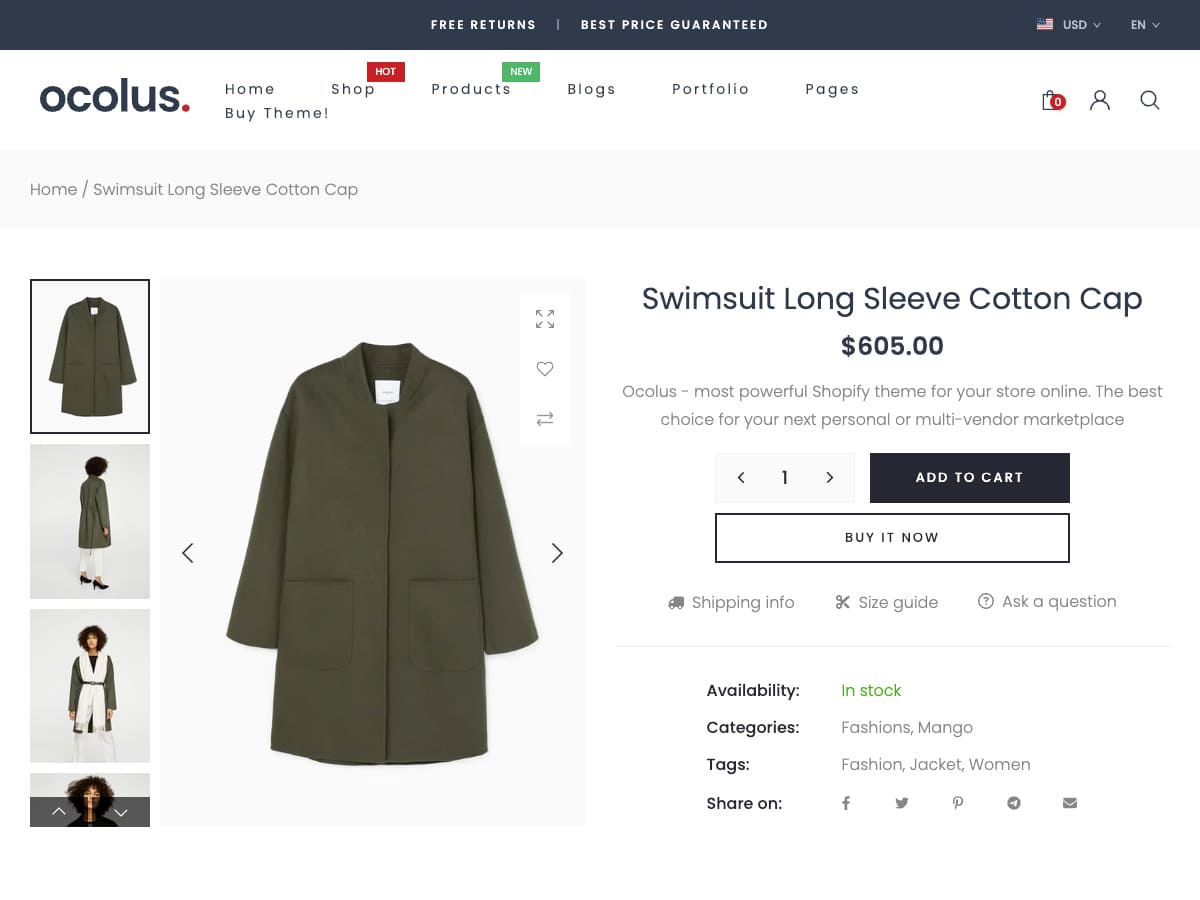 FREE RETURNS | BEST PRICE GUARANTEED
USD
EN
ocolus.
HOT
NEW
Home Shop Products Blogs Portfolio Pages
Buy Theme!
0
Home / Swimsuit Long Sleeve Cotton Cap
Swimsuit Long Sleeve Cotton Cap
$605.00
Ocolus - most powerful Shopify theme for your store online. The best
choice for your next personal or multi-vendor marketplace
1
ADD TO CART
BUY IT NOW
Shipping info Size guide Ask a question
Availability: In stock
Categories: Fashions, Mango
Tags: Fashion, Jacket, Women
Share on: